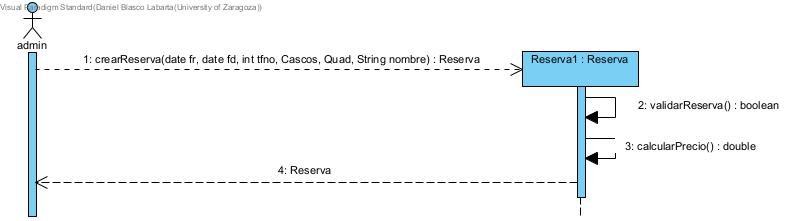 Visual Paradigm Standard(Daniel Blasco Labarta(University of Zaragoza))
admin
1: crearReserva(date fr, date fd, int tfno, Cascos, Quad, String nombre) : Reserva
Reserva1 : Reserva
2: validarReserva() : boolean
3: calcularPrecio() : double
4: Reserva